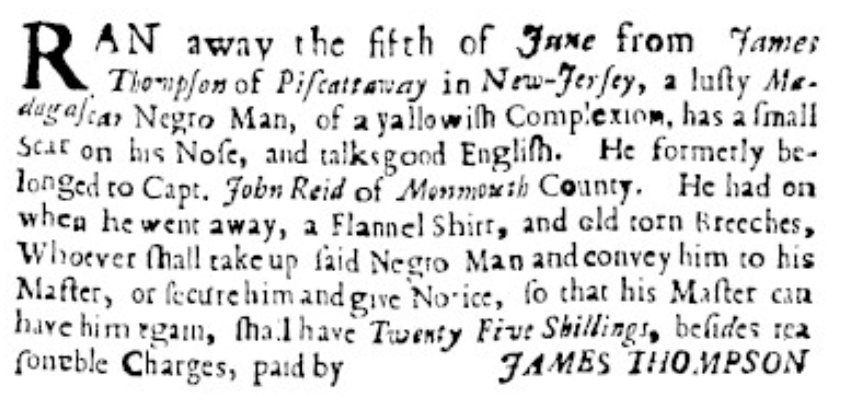 RAN away the fifth of June from James
Thompſon of Piſcattaway in New-Jerſey, a luſty Ma-
dagaſcar Negro Man, of a yallowiſh Complexion, has a ſmall
Scar on his Noſe, and talks good Engliſh. He formerly be-
longed to Capt. John Reid of Monmouth County. He had on
when he went away, a Flannel Shirt, and old torn Breeches,
Whoever ſhall take up ſaid Negro Man and convey him to his
Maſter, or ſecure him and give Notice, ſo that his Maſter can
have him again, ſhall have Twenty Five Shillings, beſides rea
ſonable Charges, paid by JAMES THOMPSON